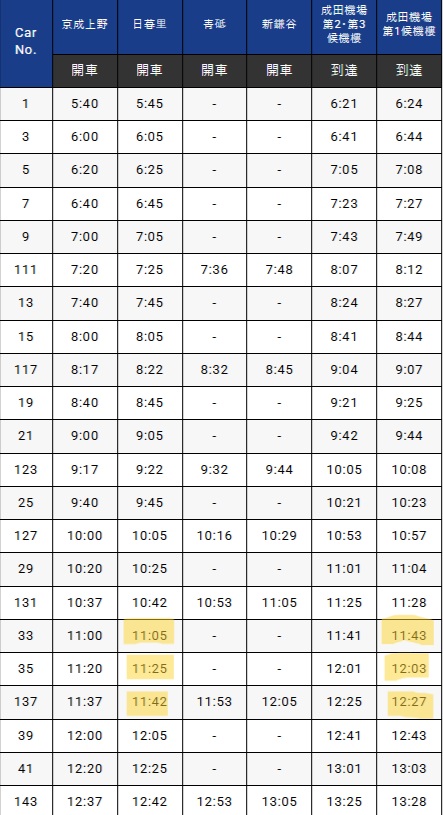 Car No. 京成上野 日暮里 青砥 新鎌谷 成田機場第2・第3候機樓 成田機場第1候機樓
開車 開車 開車 開車 到達 到達
1 5:40 5:45 - - 6:21 6:24
3 6:00 6:05 - - 6:41 6:44
5 6:20 6:25 - - 7:05 7:08
7 6:40 6:45 - - 7:23 7:27
9 7:00 7:05 - - 7:43 7:49
111 7:20 7:25 7:36 7:48 8:07 8:12
13 7:40 7:45 - - 8:24 8:27
15 8:00 8:05 - - 8:41 8:44
117 8:17 8:22 8:32 8:45 9:04 9:07
19 8:40 8:45 - - 9:21 9:25
21 9:00 9:05 - - 9:42 9:44
123 9:17 9:22 9:32 9:44 10:05 10:08
25 9:40 9:45 - - 10:21 10:23
127 10:00 10:05 10:16 10:29 10:53 10:57
29 10:20 10:25 - - 11:01 11:04
131 10:37 10:42 10:53 11:05 11:25 11:28
33 11:00 11:05 - - 11:41 11:43
35 11:20 11:25 - - 12:01 12:03
137 11:37 11:42 11:53 12:05 12:25 12:27
39 12:00 12:05 - - 12:41 12:43
41 12:20 12:25 - - 13:01 13:03
143 12:37 12:42 12:53 13:05 13:25 13:28